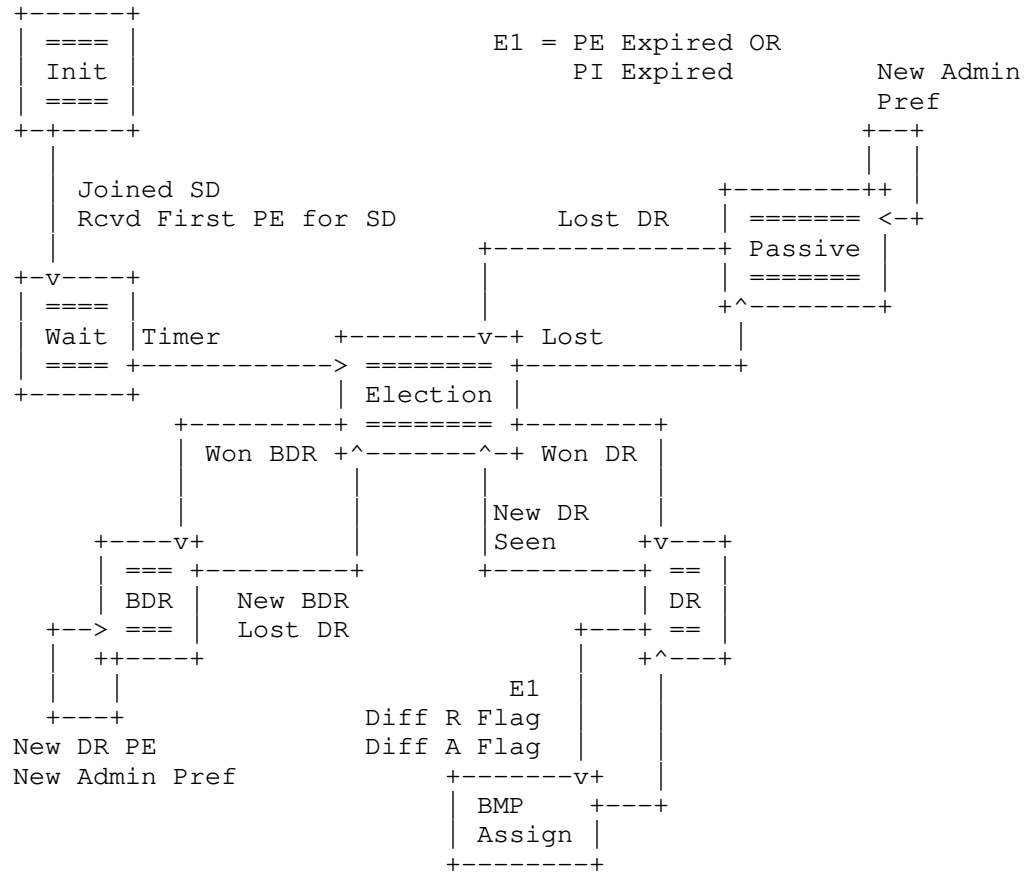 ====
E1 = PE Expired OR
Init
PI Expired
New Admin
====
Pref
Joined SD
Rcvd First PE for SD
Lost DR
=======
Passive
=======
====
Wait
Timer
Lost
====
========
Election
========
Won BDR
Won DR
New DR
Seen
===
==
BDR
New BDR
DR
===
Lost DR
==
E1
Diff R Flag
New DR PE
Diff A Flag
New Admin Pref
BMP
Assign